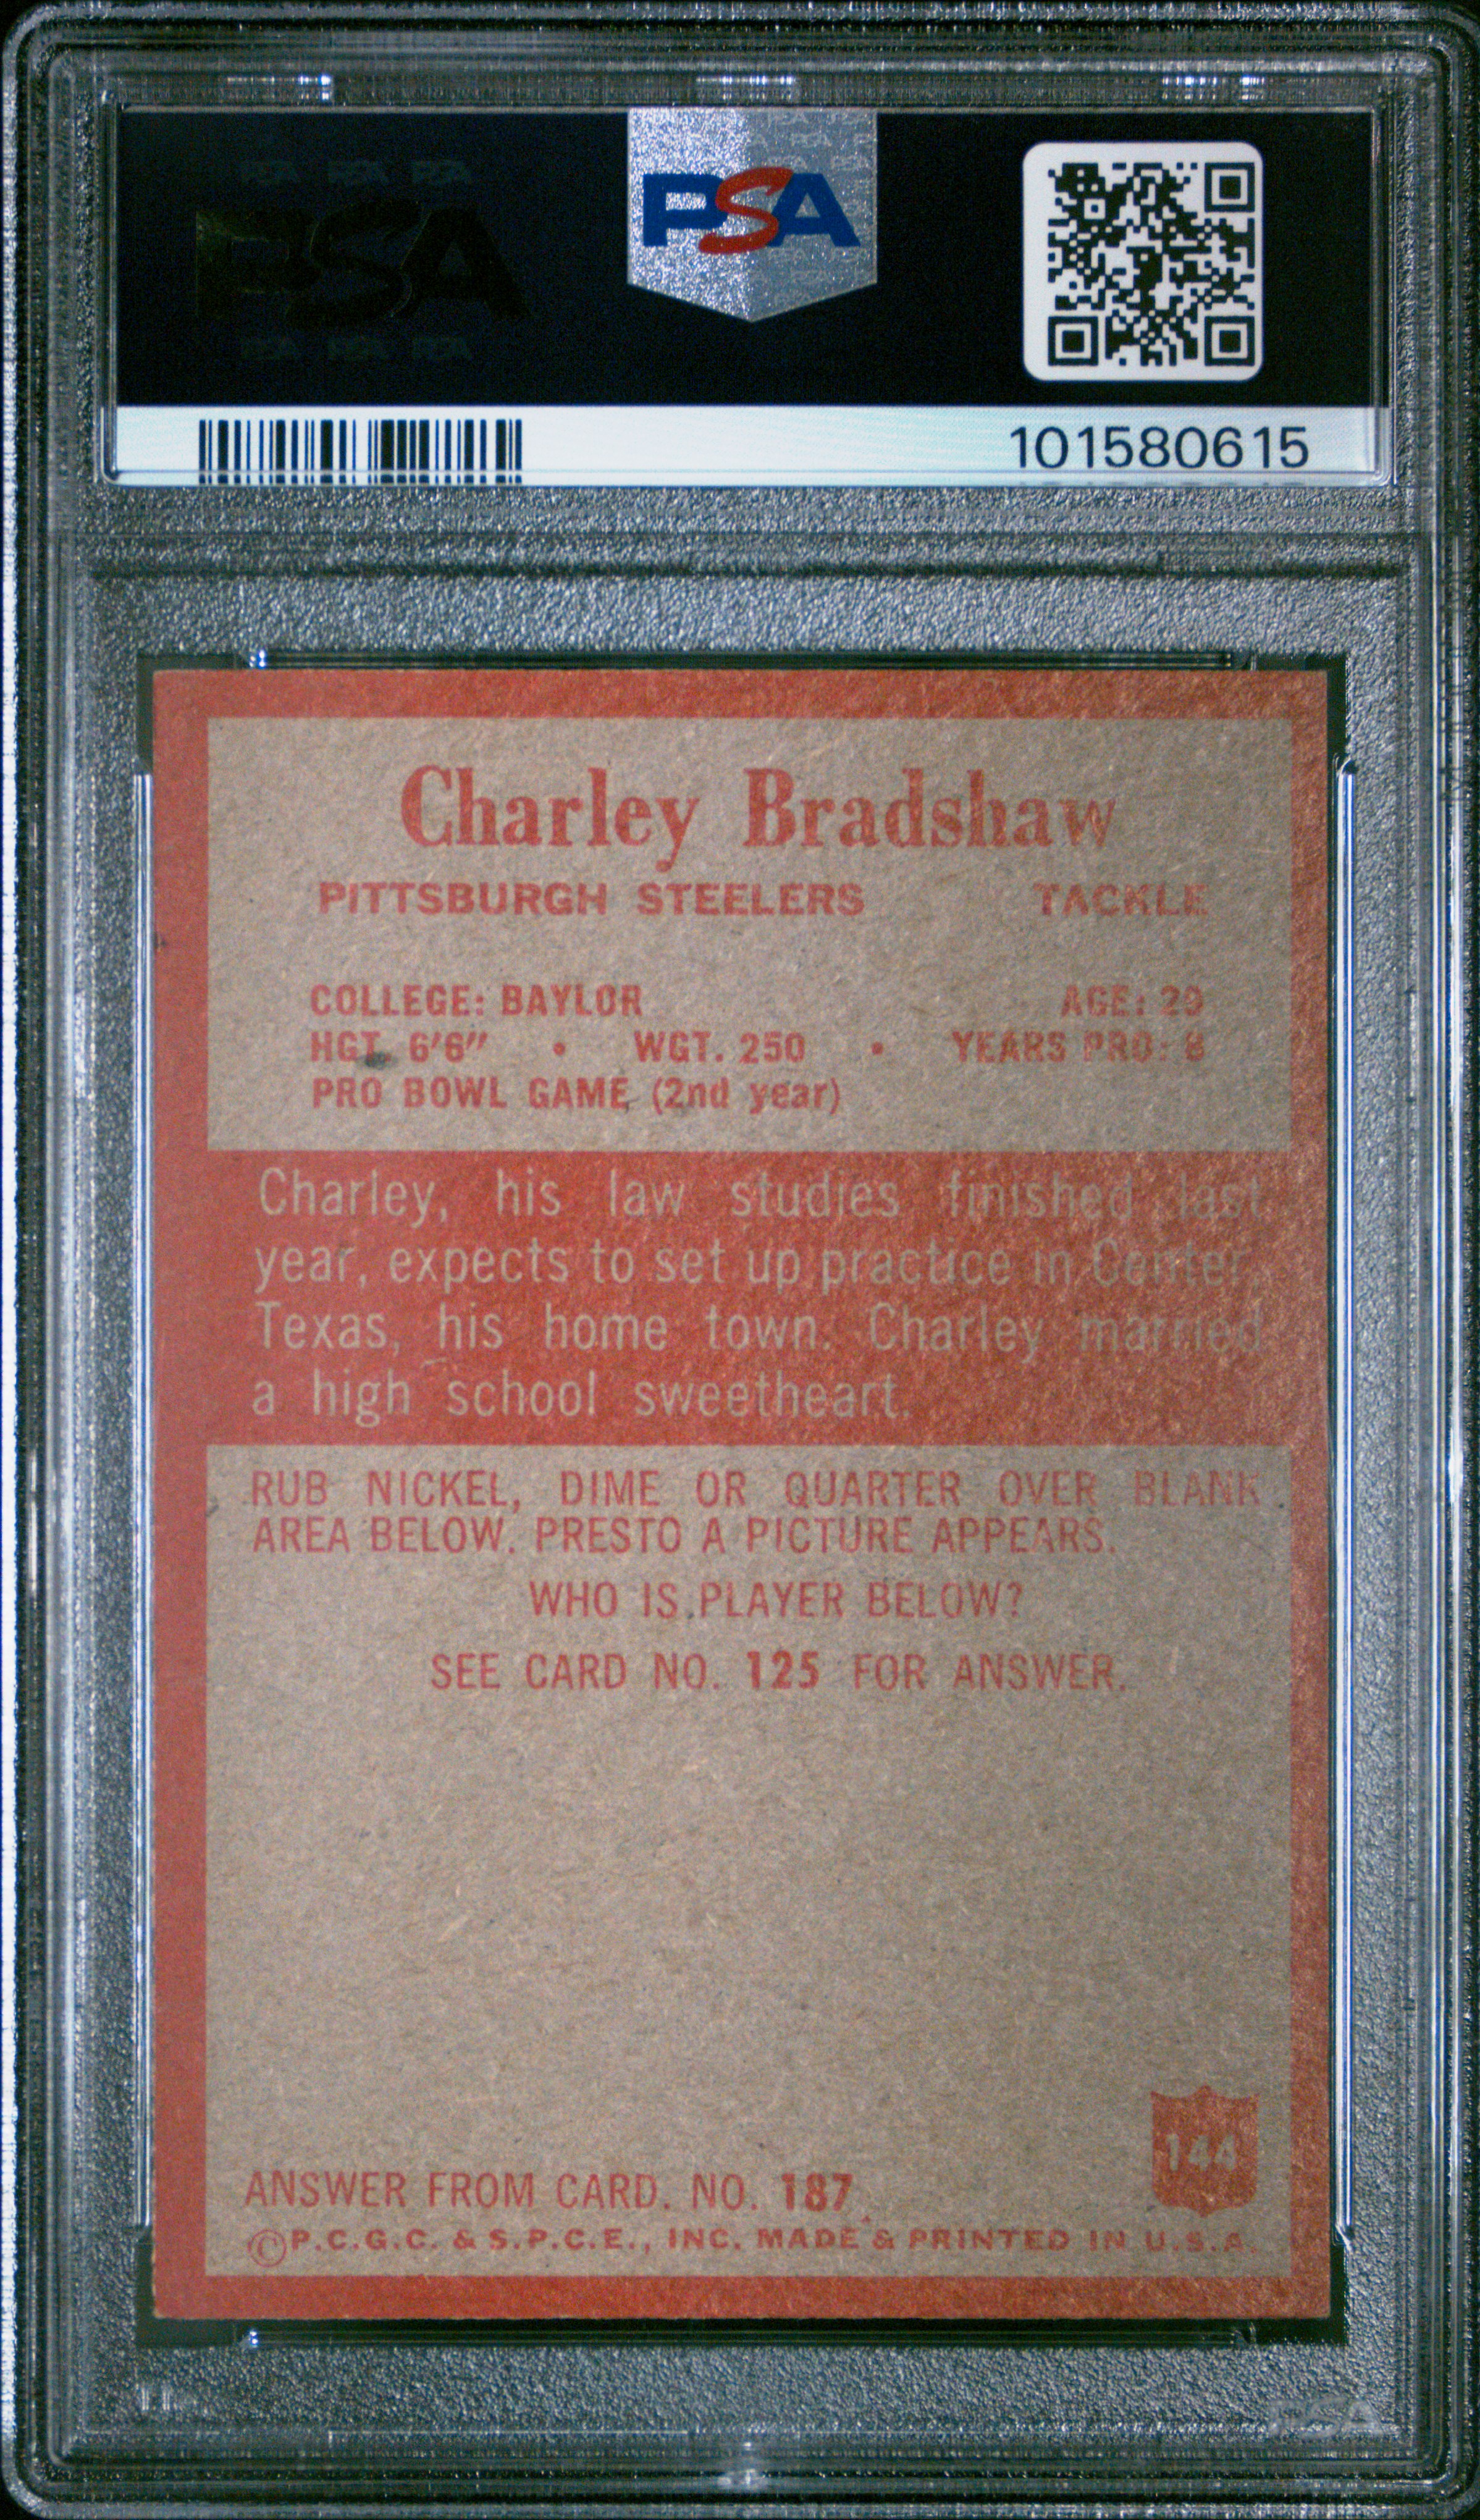 PSA
PSA
101580615
Charley Bradshaw
PITTSBURGH STEELERS TACKLE
COLLEGE: BAYLOR AGE: 29
HGT. 6'6" • WGT. 250 • YEARS PRO: 8
PRO BOWL GAME (2nd year)
Charley, his law studies finished last
year, expects to set up practice in Center,
Texas, his home town. Charley married
a high school sweetheart.
RUB NICKEL, DIME OR QUARTER OVER BLANK
AREA BELOW. PRESTO A PICTURE APPEARS.
WHO IS PLAYER BELOW?
SEE CARD NO. 125 FOR ANSWER.
144
ANSWER FROM CARD. NO. 187
©P.C.G.C. & S.P.C.E., INC. MADE & PRINTED IN U.S.A.
PSA